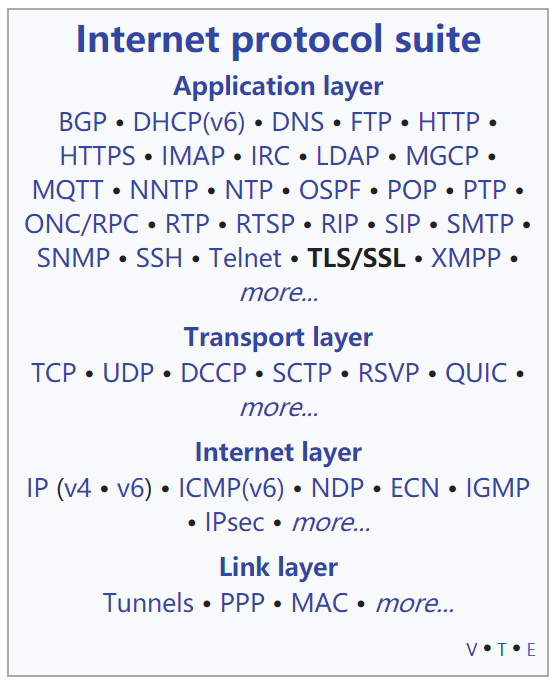 Internet protocol suite
Application layer
BGP • DHCP(v6) • DNS • FTP • HTTP •
HTTPS • IMAP • IRC • LDAP • MGCP •
MQTT • NNTP • NTP • OSPF • POP • PTP •
ONC/RPC • RTP • RTSP • RIP • SIP • SMTP •
SNMP • SSH • Telnet • TLS/SSL • XMPP •
more...
Transport layer
TCP • UDP • DCCP • SCTP • RSVP • QUIC •
more...
Internet layer
IP (v4 • v6) • ICMP(v6) • NDP • ECN • IGMP
• IPsec • more...
Link layer
Tunnels • PPP • MAC • more...
V • T • E